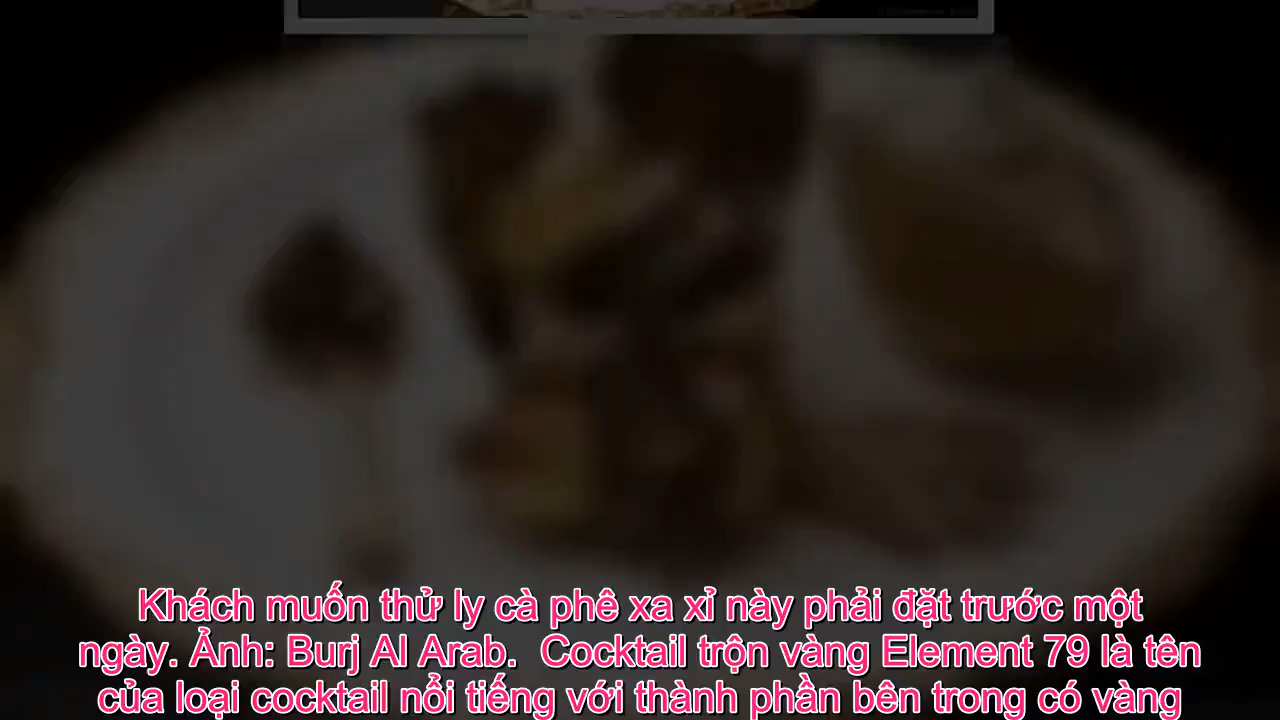 Khách muốn thử ly cà phê xa xỉ này phải đặt trước một
ngày. Ảnh: Burj Al Arab.  Cocktail trộn vàng Element 79 là tên
của loại cocktail nổi tiếng với thành phần bên trong có vàng